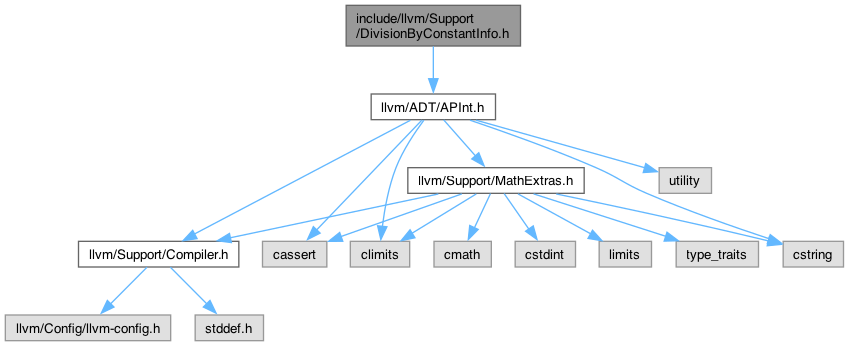 include/llvm/Support
/DivisionByConstantInfo.h
llvm/ADT/APInt.h
llvm/Support/MathExtras.h
utility
llvm/Support/Compiler.h
cassert
climits
cmath
cstdint
limits
type_traits
cstring
llvm/Config/llvm-config.h
stddef.h